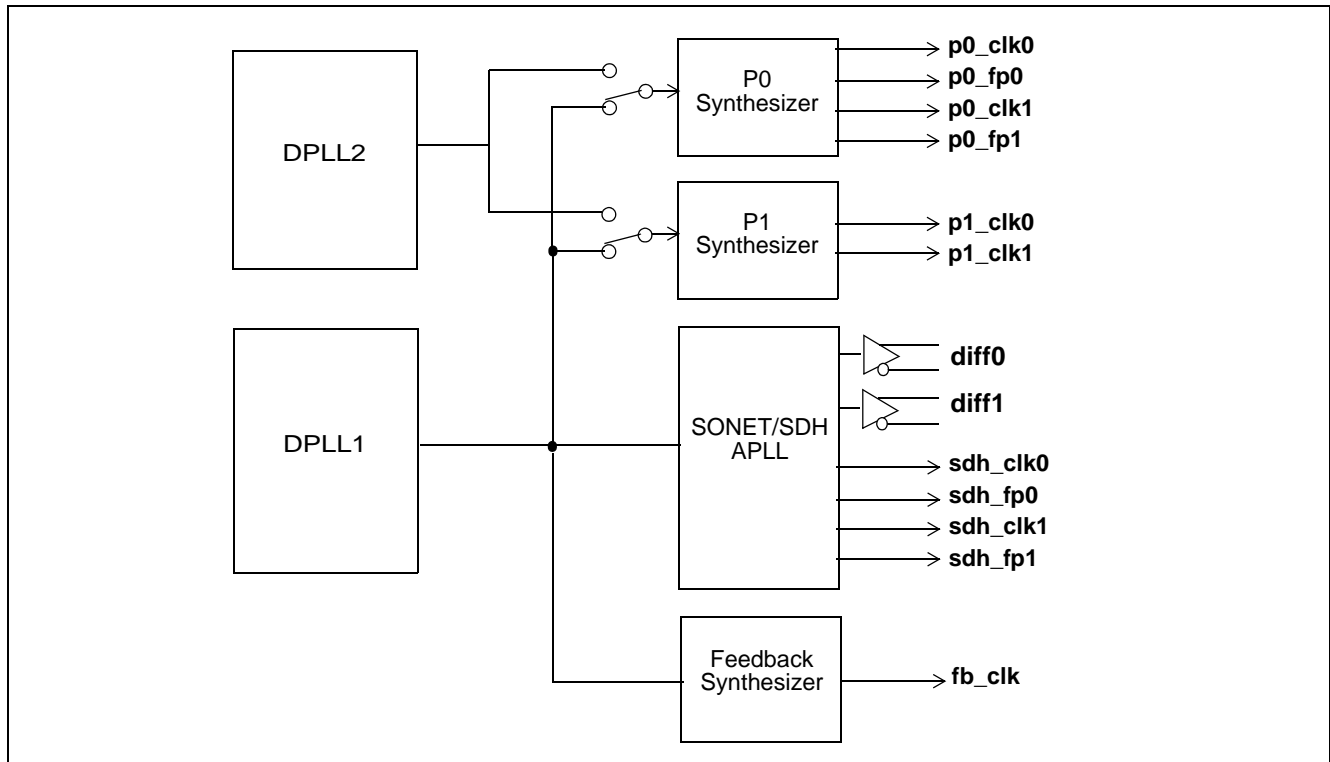 DPLL2
P0
Synthesizer
p0_clk0
p0_fp0
p0_clk1
p0_fp1
P1
Synthesizer
p1_clk0
p1_clk1
DPLL1
SONET/SDH
APLL
diff0
diff1
sdh_clk0
sdh_fp0
sdh_clk1
sdh_fp1
Feedback
Synthesizer
fb_clk